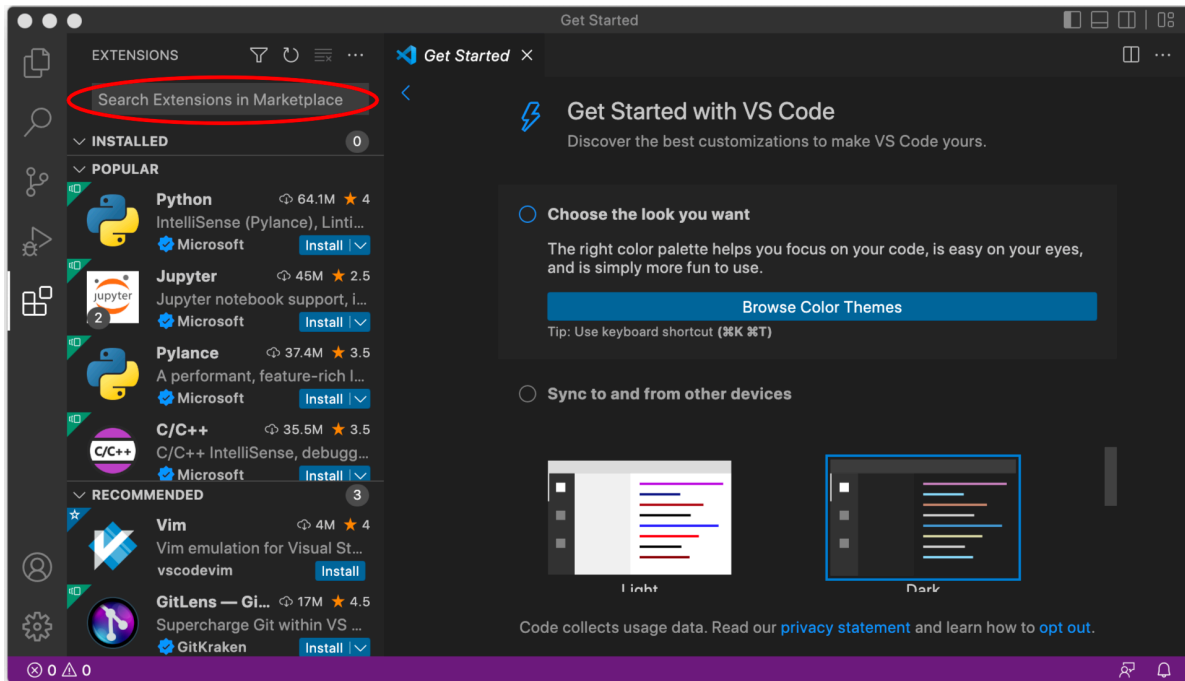 Get Started
EXTENSIONS
Search Extensions in Marketplace
INSTALLED
0
POPULAR
Python 64.1M ★ 4
IntelliSense (Pylance), Linti...
Microsoft Install
jupyter
2
Jupyter 45M ★ 2.5
Jupyter notebook support, i...
Microsoft Install
Pylance 37.4M ★ 3.5
A performant, feature-rich l...
Microsoft Install
C/C++
C/C++ 35.5M ★ 3.5
C/C++ IntelliSense, debugg...
Microsoft Install
RECOMMENDED
3
Vim 4M ★ 4
Vim emulation for Visual St...
vscodevim Install
GitLens — Gi... 17M ★ 4.5
Supercharge Git within VS ...
GitKraken Install
Get Started
Get Started with VS Code
Discover the best customizations to make VS Code yours.
Choose the look you want
The right color palette helps you focus on your code, is easy on your eyes,
and is simply more fun to use.
Browse Color Themes
Tip: Use keyboard shortcut (⌘K ⌘T)
Sync to and from other devices
Light
Dark
Code collects usage data. Read our privacy statement and learn how to opt out.
0 0